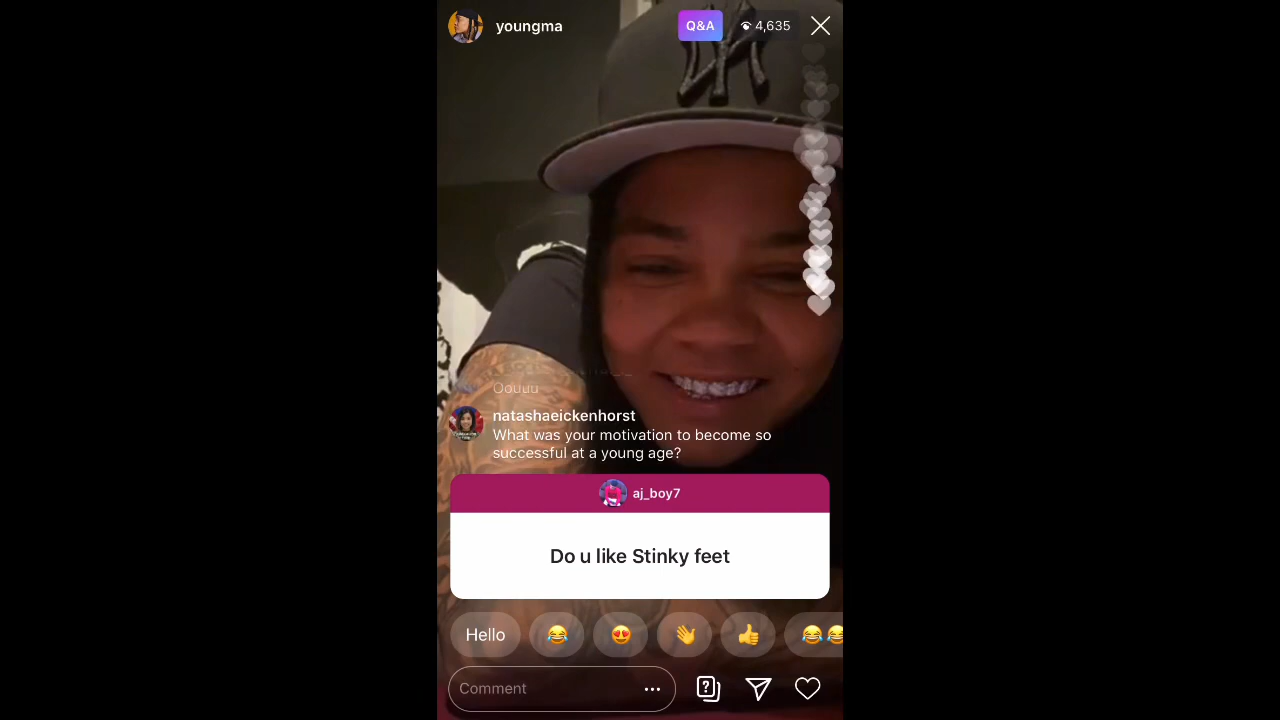 youngma
Q&A
4,635
NY
Oouuu
natashaeickenhorst
What was your motivation to become so
successful at a young age?
aj_boy7
Do u like Stinky feet
Hello
Comment